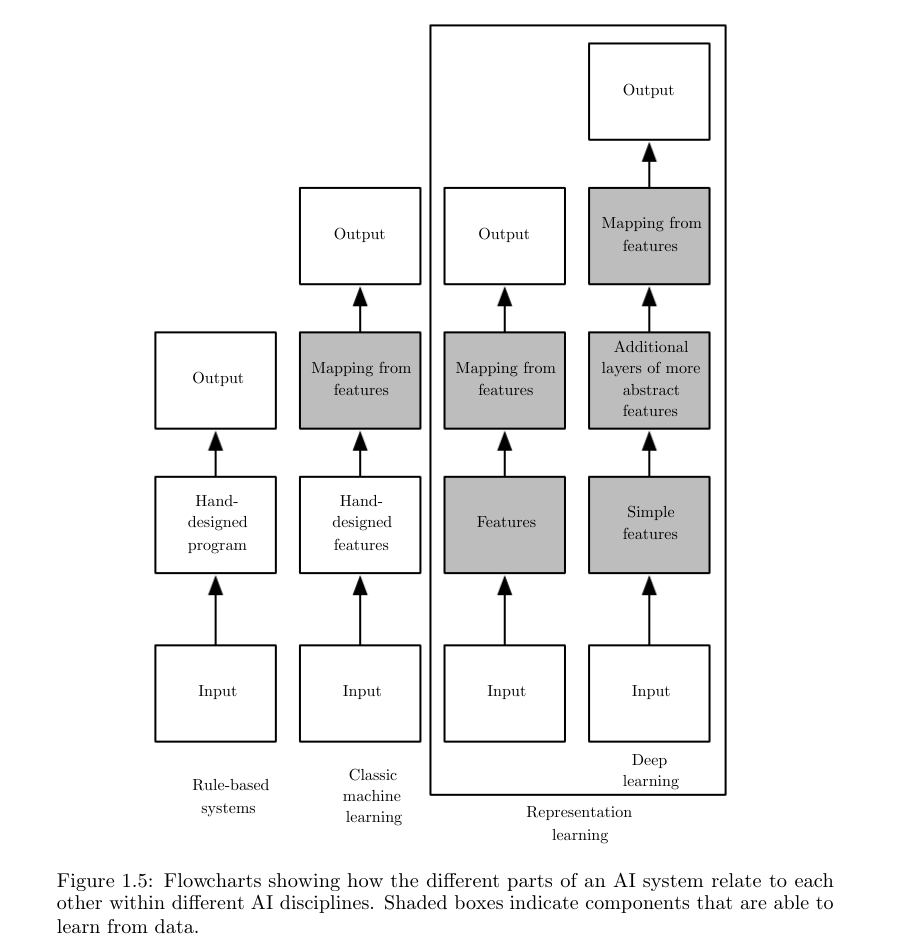 Output
Mapping from
features
Output
Output
Additional
layers of more
abstract
features
Mapping from
features
Mapping from
features
Output
Simple
features
Features
Hand-
designed
features
Hand-
designed
program
Input
Input
Input
Input
Deep
learning
Rule-based
systems
Classic
machine
learning
Representation
learning
Figure 1.5: Flowcharts showing how the different parts of an AI system relate to each
other within different AI disciplines. Shaded boxes indicate components that are able to
learn from data.